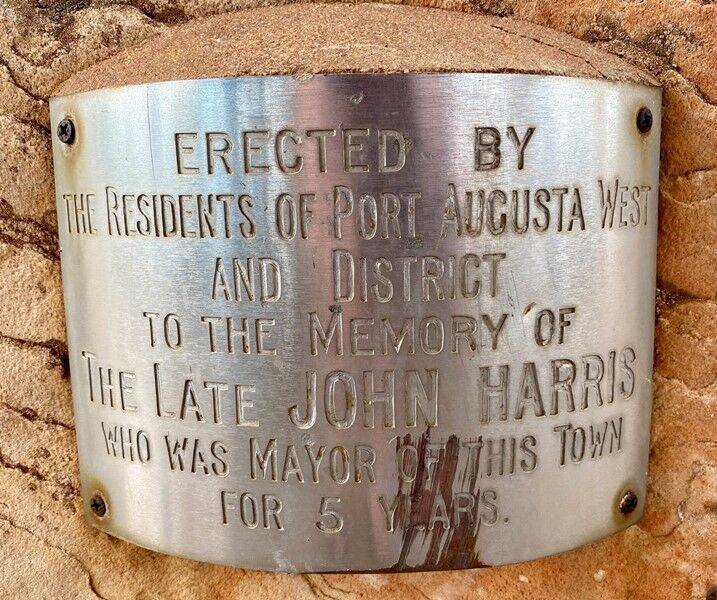 ERECTED BY
THE RESIDENTS OF PORT AUGUSTA WEST
AND DISTRICT
TO THE MEMORY OF
THE LATE JOHN HARRIS
WHO WAS MAYOR OF THIS TOWN
FOR 5 YEARS.